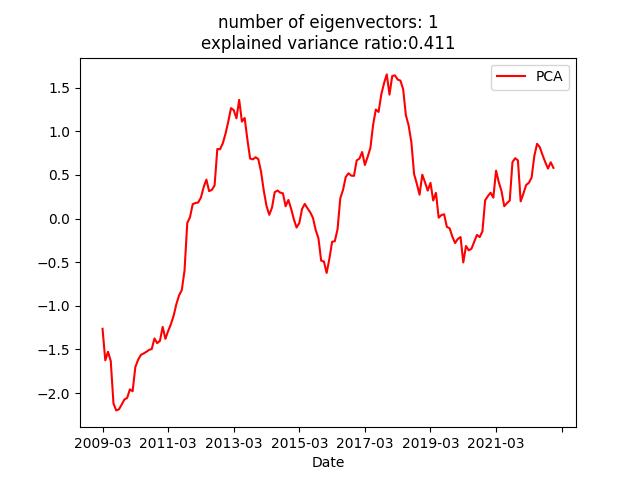 number of eigenvectors: 1
explained variance ratio:0.411
PCA
1.5
1.0
0.5
0.0
−0.5
−1.0
−1.5
−2.0
2009-03 2011-03 2013-03 2015-03 2017-03 2019-03 2021-03
Date